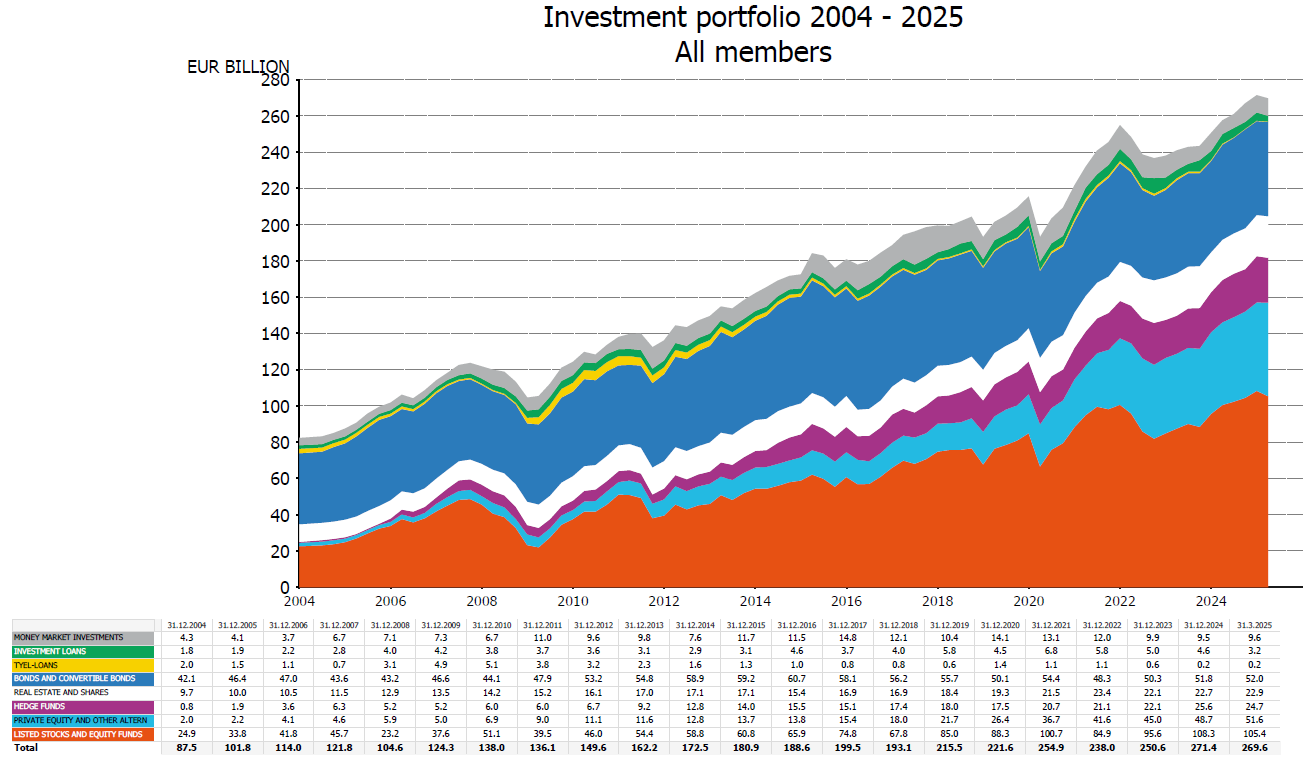 Investment portfolio 2004 - 2025
All members
EUR BILLION
280
260
240
220
200
180
160
140
120
100
80
60
40
20
0
2004 2006 2008 2010 2012 2014 2016 2018 2020 2022 2024
31.12.2004 31.12.2005 31.12.2006 31.12.2007 31.12.2008 31.12.2009 31.12.2010 31.12.2011 31.12.2012 31.12.2013 31.12.2014 31.12.2015 31.12.2016 31.12.2017 31.12.2018 31.12.2019 31.12.2020 31.12.2021 31.12.2022 31.12.2023 31.12.2024 31.3.2025
MONEY MARKET INVESTMENTS 4.3 4.1 3.7 6.7 7.1 7.3 6.7 11.0 9.6 9.8 7.6 11.7 11.5 14.8 12.1 10.4 14.1 13.1 12.0 9.9 9.5 9.6
INVESTMENT LOANS 1.8 1.9 2.2 2.8 4.0 4.2 3.8 3.7 3.6 3.1 2.9 3.1 4.6 3.7 4.0 5.8 4.5 6.8 5.8 5.0 4.6 3.2
TYEL-LOANS 2.0 1.5 1.1 0.7 3.1 4.9 5.1 3.8 3.2 2.3 1.6 1.3 1.0 0.8 0.8 0.6 1.4 1.1 1.1 0.6 0.2 0.2
BONDS AND CONVERTIBLE BONDS 42.1 46.4 47.0 43.6 43.2 46.6 44.1 47.9 53.2 54.8 58.9 59.2 60.7 58.1 56.2 55.7 50.1 54.4 48.3 50.3 51.8 52.0
REAL ESTATE AND SHARES 9.7 10.0 10.5 11.5 12.9 13.5 14.2 15.2 16.1 17.0 17.1 17.1 15.4 16.9 16.9 18.4 19.3 21.5 23.4 22.1 22.7 22.9
HEDGE FUNDS 0.8 1.9 3.6 6.3 5.2 5.2 6.0 6.0 6.7 9.2 12.8 14.0 15.5 15.1 17.4 18.0 17.5 20.7 21.1 22.1 25.6 24.7
PRIVATE EQUITY AND OTHER ALTERN 2.0 2.2 4.1 4.6 5.9 5.0 6.9 9.0 11.1 11.6 12.8 13.7 13.8 15.4 18.0 21.7 26.4 36.7 41.6 45.0 48.7 51.6
LISTED STOCKS AND EQUITY FUNDS 24.9 33.8 41.8 45.7 23.2 37.6 51.1 39.5 46.0 54.4 58.8 60.8 65.9 74.8 67.8 85.0 88.3 100.7 84.9 95.6 108.3 105.4
Total 87.5 101.8 114.0 121.8 104.6 124.3 138.0 136.1 149.6 162.2 172.5 180.9 188.6 199.5 193.1 215.5 221.6 254.9 238.0 250.6 271.4 269.6